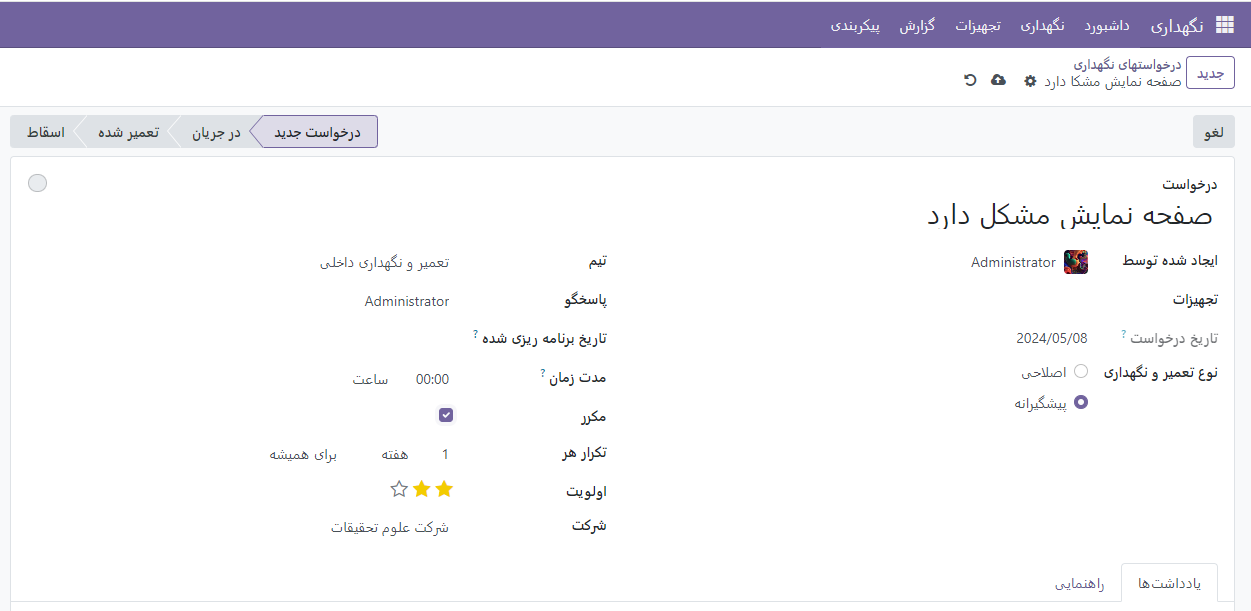 نگهداری داشبورد نگهداری تجهیزات گزارش پیکربندی
جدید
درخواستهای نگهداری
صفحه نمایش مشکا دارد
لغو
درخواست جدید در جریان تعمیر شده اسقاط
درخواست
صفحه نمایش مشکل دارد
ایجاد شده توسط Administrator
تجهیزات
تاریخ درخواست ? 2024/05/08
نوع تعمیر و نگهداری اصلاحی
پیشگیرانه
تیم تعمیر و نگهداری داخلی
پاسخگو Administrator
تاریخ برنامه ریزی شده ?
مدت زمان ? 00:00 ساعت
مکرر
تکرار هر 1 هفته برای همیشه
اولویت
شرکت شرکت علوم تحقیقات
یادداشت‌ها راهنمایی